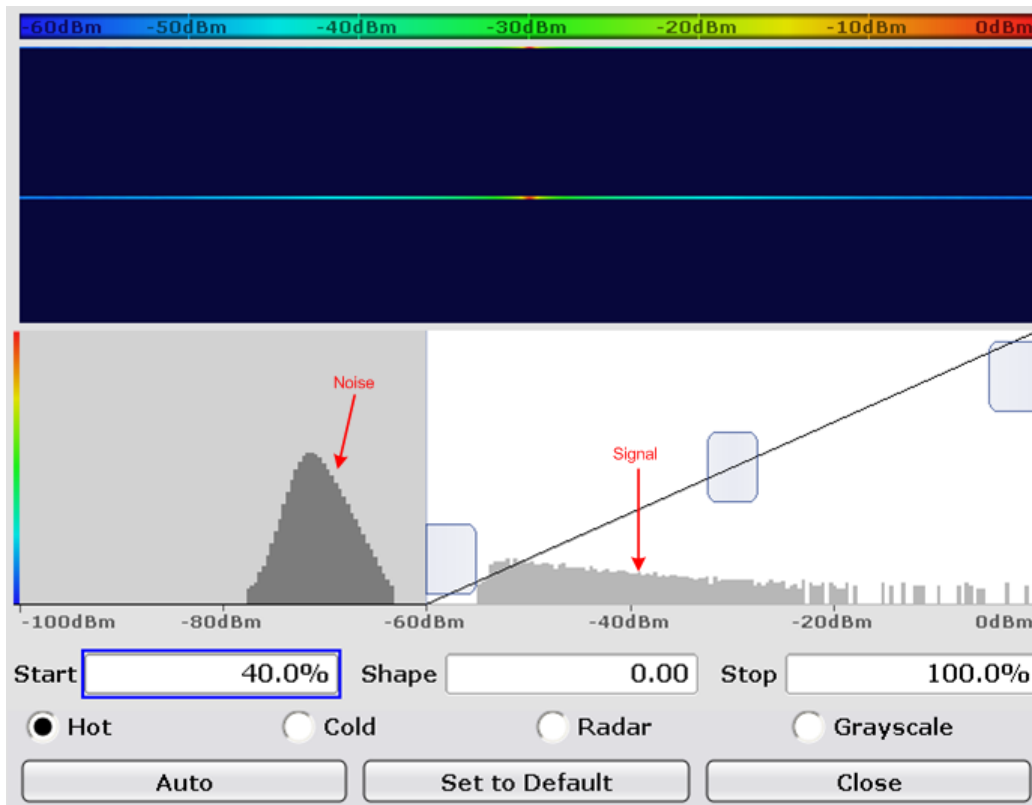 -60dBm -50dBm -40dBm -30dBm -20dBm -10dBm 0dBm
Noise
Signal
-100dBm -80dBm -60dBm -40dBm -20dBm 0dBm
Start 40.0% Shape 0.00 Stop 100.0%
Hot Cold Radar Grayscale
Auto Set to Default Close